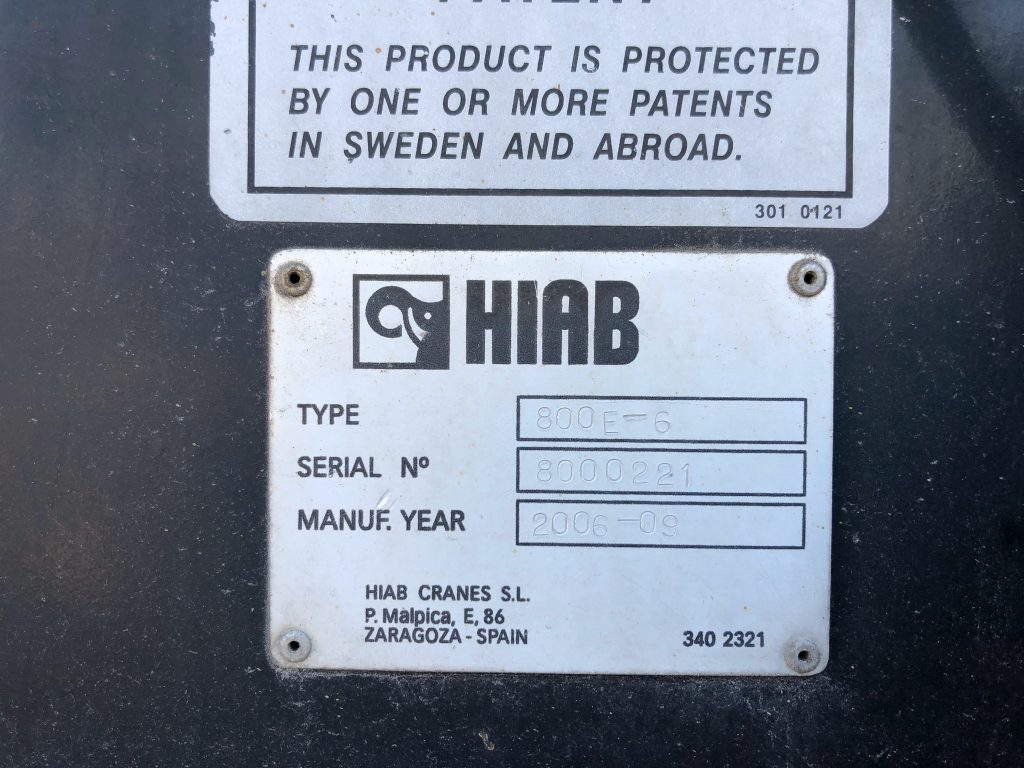 PATENT
THIS PRODUCT IS PROTECTED
BY ONE OR MORE PATENTS
IN SWEDEN AND ABROAD.
301 0121
HIAB
TYPE 800E-6
SERIAL Nº 8000221
MANUF. YEAR 2006-09
HIAB CRANES S.L.
P. Malpica, E, 86
ZARAGOZA - SPAIN 340 2321